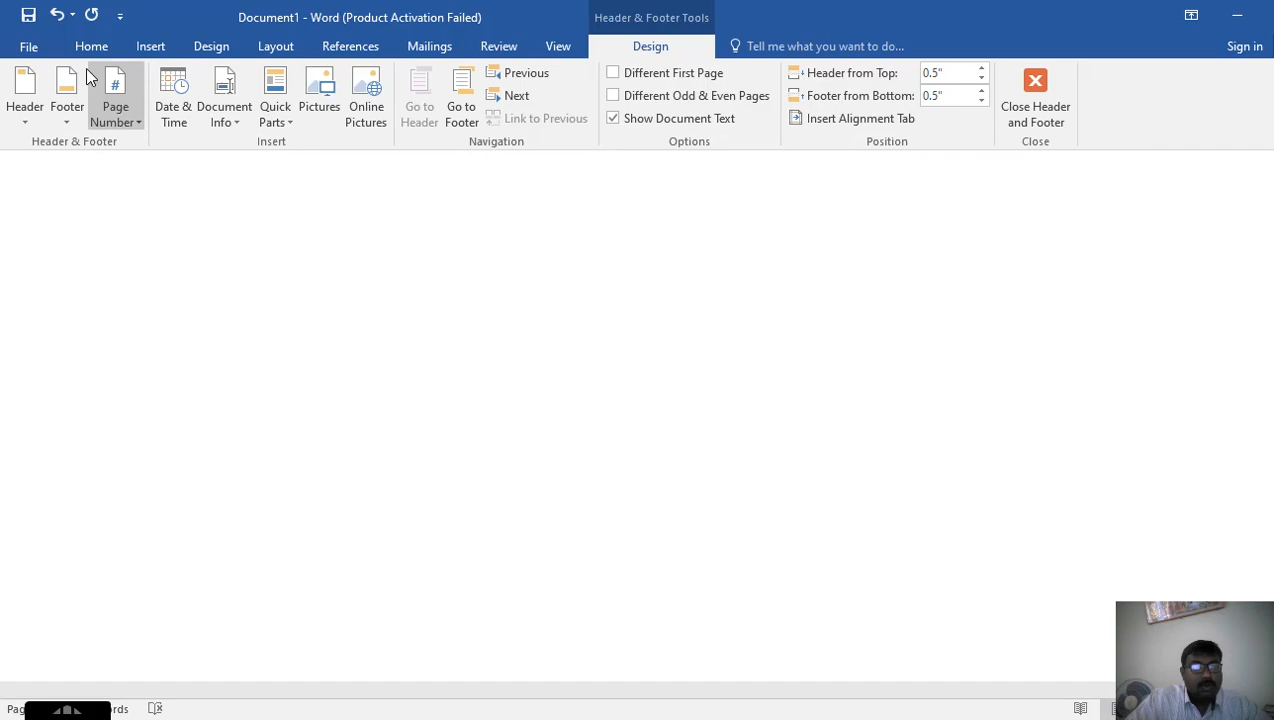 Document1 - Word (Product Activation Failed)
Header & Footer Tools
File
Home
Insert
Design
Layout
References
Mailings
Review
View
Design
Tell me what you want to do...
Sign in
Header
Footer
Page
Number
Date &
Time
Document
Info
Quick
Parts
Pictures
Online
Pictures
Go to
Header
Go to
Footer
Previous
Next
Link to Previous
Different First Page
Different Odd & Even Pages
Show Document Text
Header from Top:
0.5"
Footer from Bottom:
0.5"
Insert Alignment Tab
Close Header
and Footer
Header & Footer
Insert
Navigation
Options
Position
Close